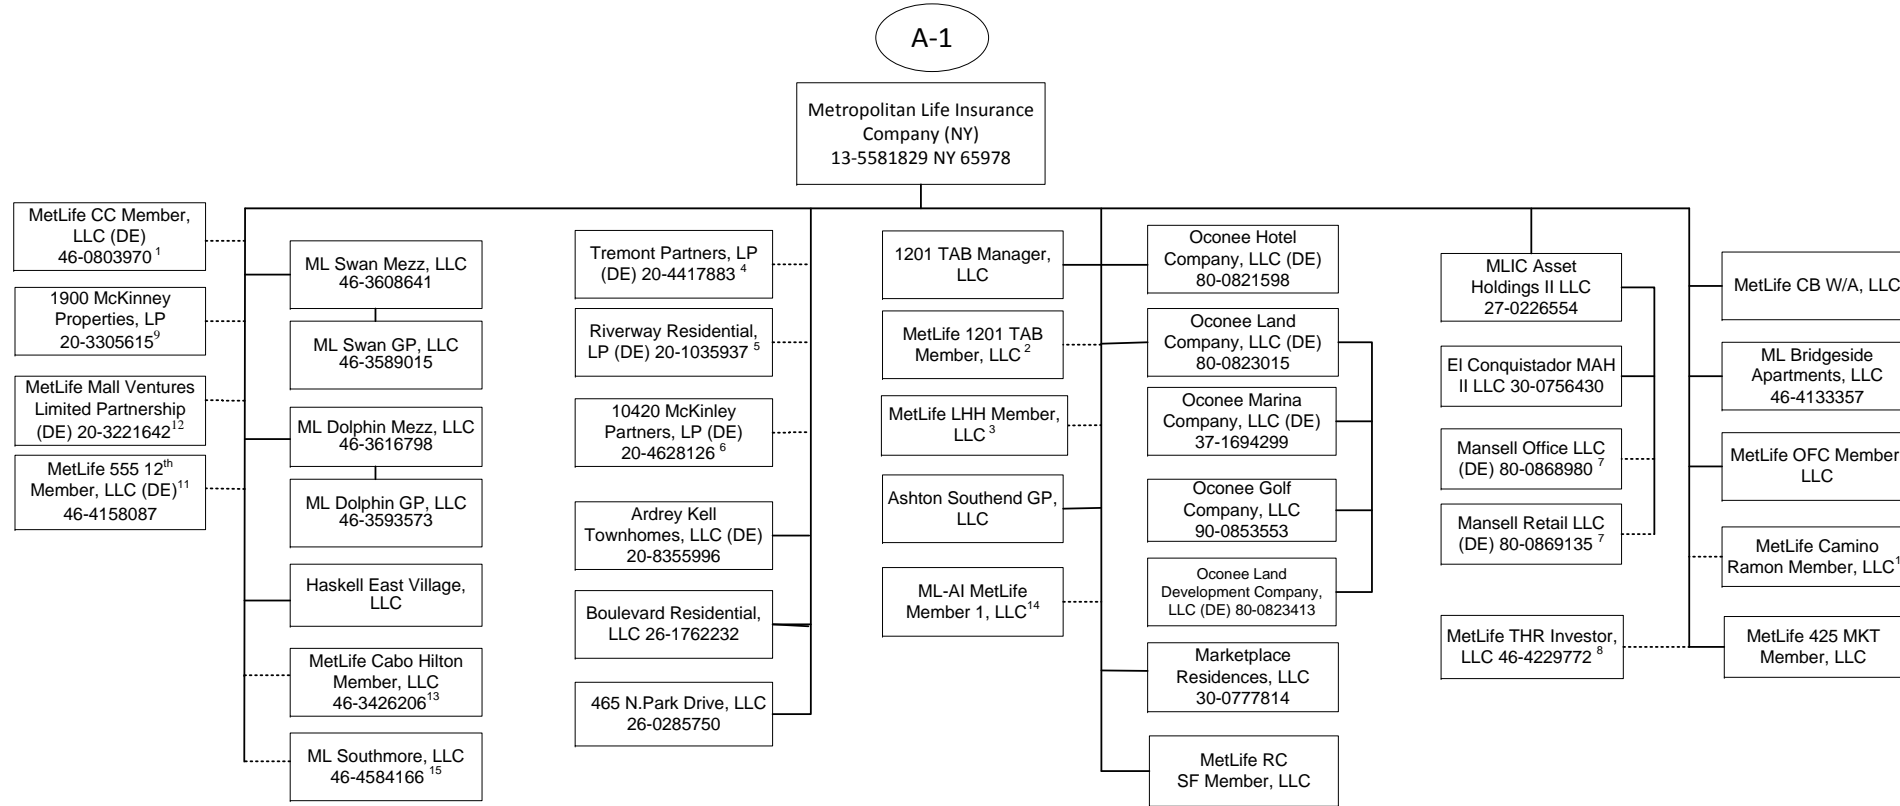 A-1
Metropolitan Life Insurance
Company (NY)
13-5581829 NY 65978
MetLife CC Member,
LLC (DE)
46-0803970 1
1900 McKinney
Properties, LP
20-3305615 9
MetLife Mall Ventures
Limited Partnership
(DE) 20-3221642 12
MetLife 555 12th
Member, LLC (DE) 11
46-4158087
ML Swan Mezz, LLC
46-3608641
ML Swan GP, LLC
46-3589015
ML Dolphin Mezz, LLC
46-3616798
ML Dolphin GP, LLC
46-3593573
Haskell East Village,
LLC
MetLife Cabo Hilton
Member, LLC
46-3426206 13
ML Southmore, LLC
46-4584166 15
Tremont Partners, LP
(DE) 20-4417883 4
Riverway Residential,
LP (DE) 20-1035937 5
10420 McKinley
Partners, LP (DE)
20-4628126 6
Ardrey Kell
Townhomes, LLC (DE)
20-8355996
Boulevard Residential,
LLC 26-1762232
465 N.Park Drive, LLC
26-0285750
1201 TAB Manager,
LLC
MetLife 1201 TAB
Member, LLC 2
MetLife LHH Member,
LLC 3
Ashton Southend GP,
LLC
ML-AI MetLife
Member 1, LLC 14
Oconee Hotel
Company, LLC (DE)
80-0821598
Oconee Land
Company, LLC (DE)
80-0823015
Oconee Marina
Company, LLC (DE)
37-1694299
Oconee Golf
Company, LLC
90-0853553
Oconee Land
Development Company,
LLC (DE) 80-0823413
Marketplace
Residences, LLC
30-0777814
MetLife RC
SF Member, LLC
MLIC Asset
Holdings II LLC
27-0226554
El Conquistador MAH
II LLC 30-0756430
Mansell Office LLC
(DE) 80-0868980 7
Mansell Retail LLC
(DE) 80-0869135 7
MetLife THR Investor,
LLC 46-4229772 8
MetLife CB W/A, LLC
ML Bridgeside
Apartments, LLC
46-4133357
MetLife OFC Member
LLC
MetLife Camino
Ramon Member, LLC
MetLife 425 MKT
Member, LLC